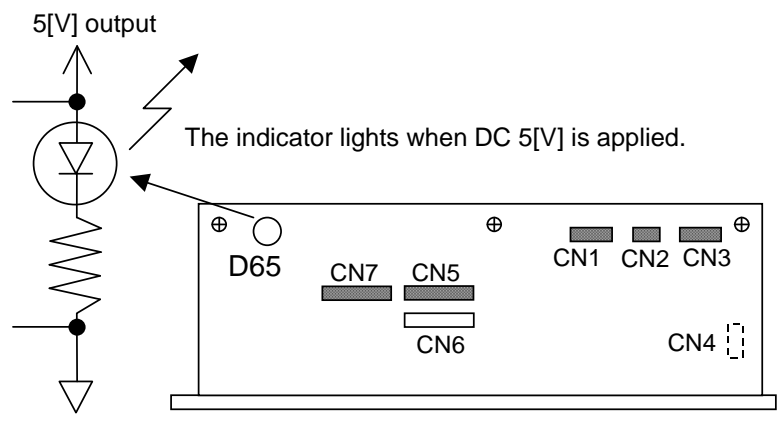 5[V] output
The indicator lights when DC 5[V] is applied.
D65
CN7
CN5
CN6
CN1
CN2
CN3
CN4